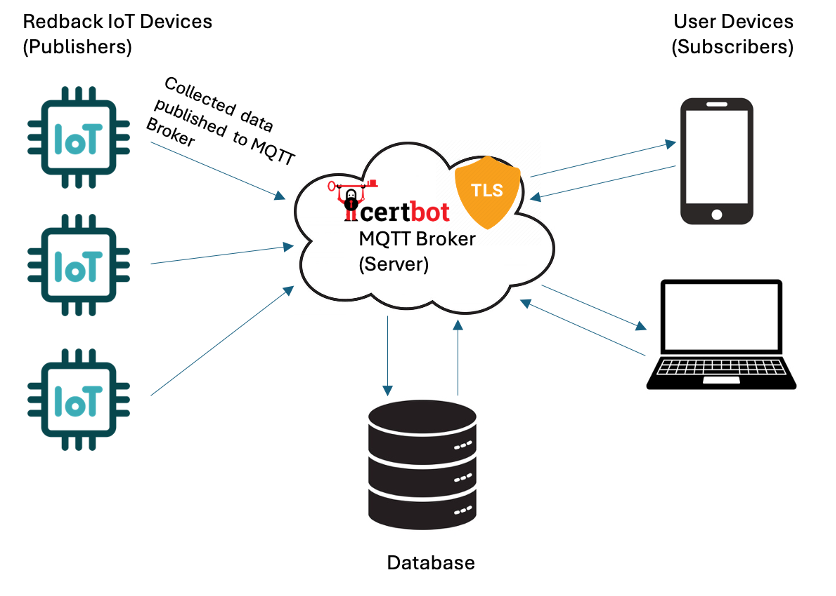 Redback IoT Devices
(Publishers)
User Devices
(Subscribers)
Collected data
published to MQTT
Broker
IoT
IoT
IoT
TLS
certbot
MQTT Broker
(Server)
Database